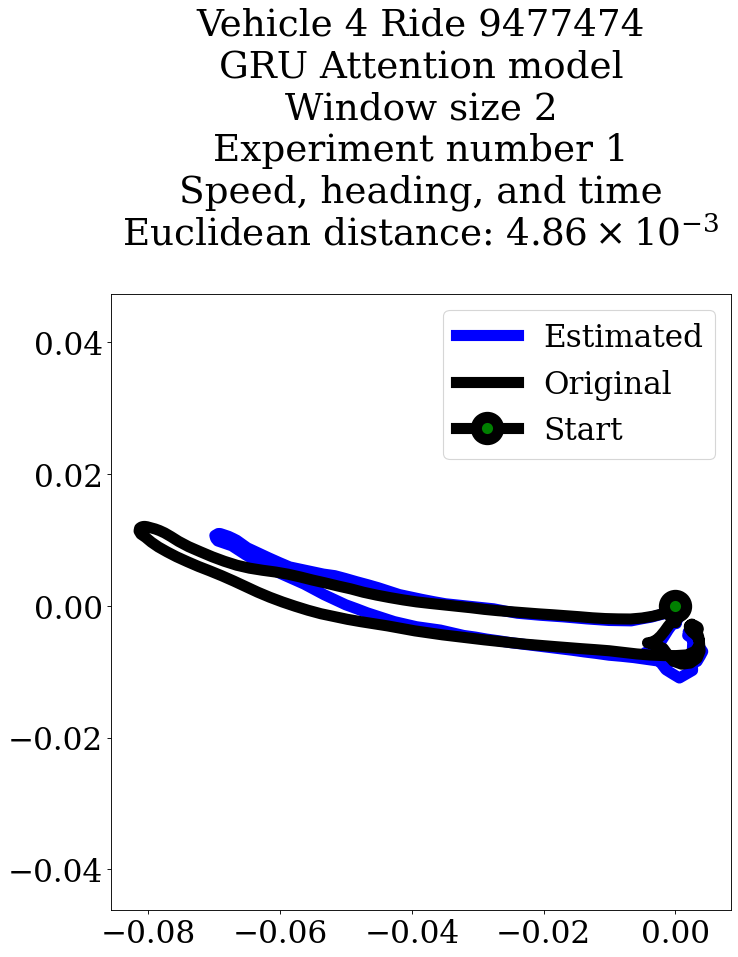 Vehicle 4 Ride 9477474
GRU Attention model
Window size 2
Experiment number 1
Speed, heading, and time
Euclidean distance: 4.86 × 10⁻³
Estimated
Original
Start
0.04
0.02
0.00
−0.02
−0.04
−0.08 −0.06 −0.04 −0.02 0.00